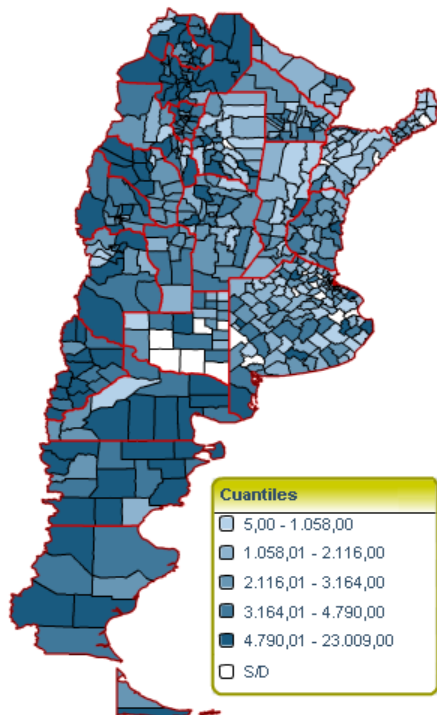 Cuantiles
5,00 - 1.058,00
1.058,01 - 2.116,00
2.116,01 - 3.164,00
3.164,01 - 4.790,00
4.790,01 - 23.009,00
S/D